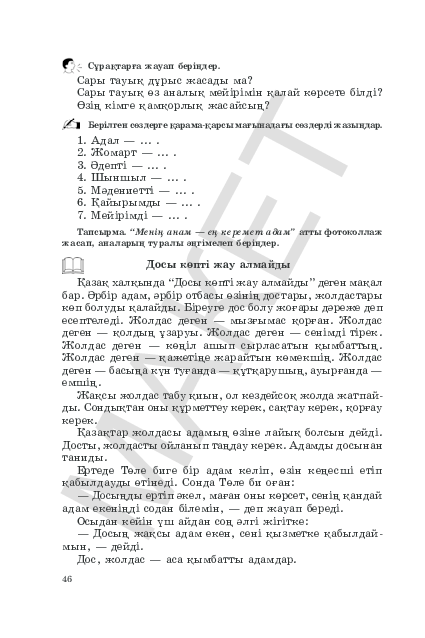 Сұрақтарға жауап беріңдер.
Сары тауық дұрыс жасады ма?
Сары тауық өз аналық мейірімін қалай көрсете білді?
Өзің кімге қамқорлық жасайсың?
Берілген сөздерге қарама-қарсы мағынадағы сөздерді жазыңдар.
1. Адал — ... .
2. Жомарт — ... .
3. Әдепті — ... .
4. Шыншыл — ... .
5. Мәдениетті — ... .
6. Қайырымды — ... .
7. Мейірімді — ... .
Тапсырма. “Менің анам — ең керемет адам” атты фотоколлаж
жасап, аналарың туралы әңгімелеп беріңдер.
Досы көпті жау алмайды
Қазақ халқында “Досы көпті жау алмайды” деген мақал
бар. Әрбір адам, әрбір отбасы өзінің достары, жолдастары
көп болуды қалайды. Біреуге дос болу жоғары дәреже деп
есептеледі. Жолдас деген — мызғымас қорған. Жолдас
деген — қолдың ұзаруы. Жолдас деген — сенімді тірек.
Жолдас деген — көңіл ашып сырласатын қымбаттың.
Жолдас деген — қажетіңе жарайтын көмекшің. Жолдас
деген — басыңа күн туғанда — құтқарушың, ауырғанда —
емшің.
Жақсы жолдас табу қиын, ол кездейсоқ жолда жатпай-
ды. Сондықтан оны құрметтеу керек, сақтау керек, қорғау
керек.
Қазақтар жолдасы адамың өзіне лайық болсын дейді.
Досты, жолдасты ойланып таңдау керек. Адамды досынан
таниды.
Ертеде Төле биге бір адам келіп, өзін кеңесші етіп
қабылдауды өтінеді. Сонда Төле би оған:
— Досыңды ертіп әкел, маған оны көрсет, сенің қандай
адам екеніңді содан білемін, — деп жауап береді.
Осыдан кейін үш айдан соң әлгі жігітке:
— Досың жақсы адам екен, сені қызметке қабылдай-
мын, — дейді.
Дос, жолдас — аса қымбатты адамдар.
46
MAKET